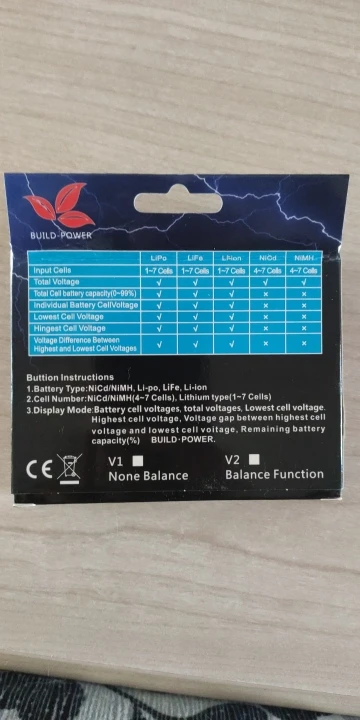 BUILD-POWER
LiPo LiFe Li-ion NiCd NiMH
Input Cells 1~7 Cells 1~7 Cells 1~7 Cells 4~7 Cells 4~7 Cells
Total Voltage √ √ √ √ √
Total Cell battery capacity(0~99%) √ √ √ × ×
Individual Battery CellVoltage √ √ √ × ×
Lowest Cell Voltage √ √ √ × ×
Hingest Cell Voltage √ √ √ × ×
Voltage Difference Between
Highest and Lowest Cell Voltages √ √ √ × ×
Buttion Instructions
1.Battery Type:NiCd/NiMH, Li-po, LiFe, Li-ion
2.Cell Number:NiCd/NiMH(4~7 Cells), Lithium type(1~7 Cells)
3.Display Mode:Battery cell voltages, total voltages, Lowest cell voltage.
Highest cell voltage, Voltage gap between highest cell
voltage and lowest cell voltage, Remaining battery
capacity(%) BUILD-POWER.
CE
V1 V2
None Balance Balance Function